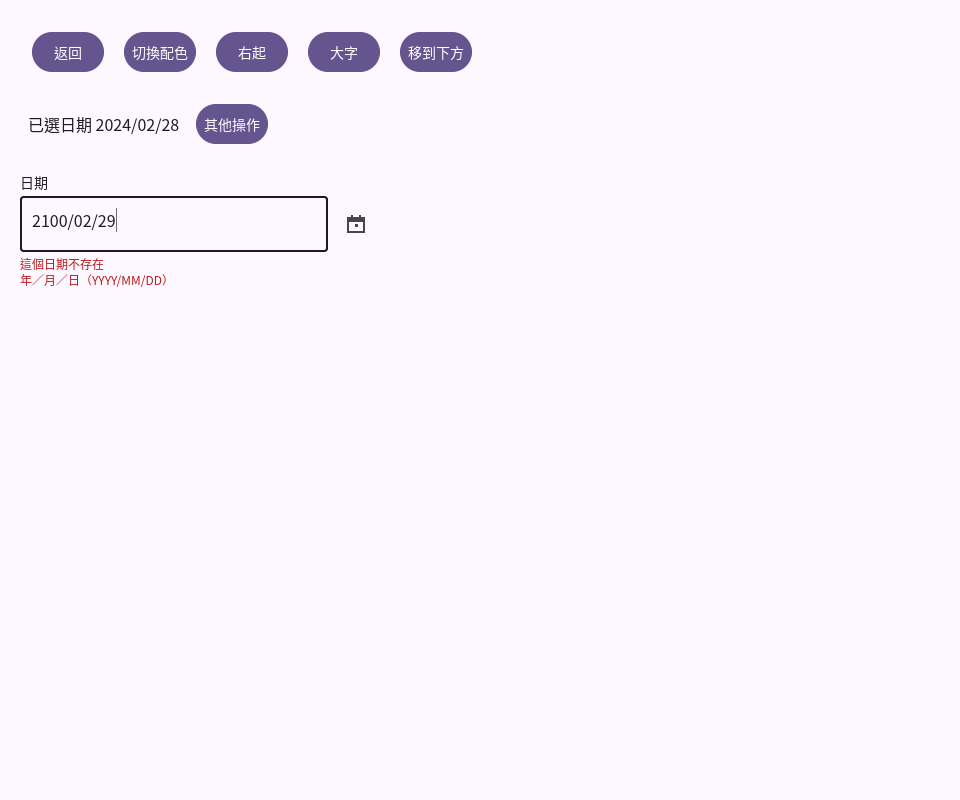 返回 切換配色 右起 大字 移到下方
已選日期 2024/02/28 其他操作
日期
2100/02/29
這個日期不存在
年／月／日（YYYY/MM/DD）